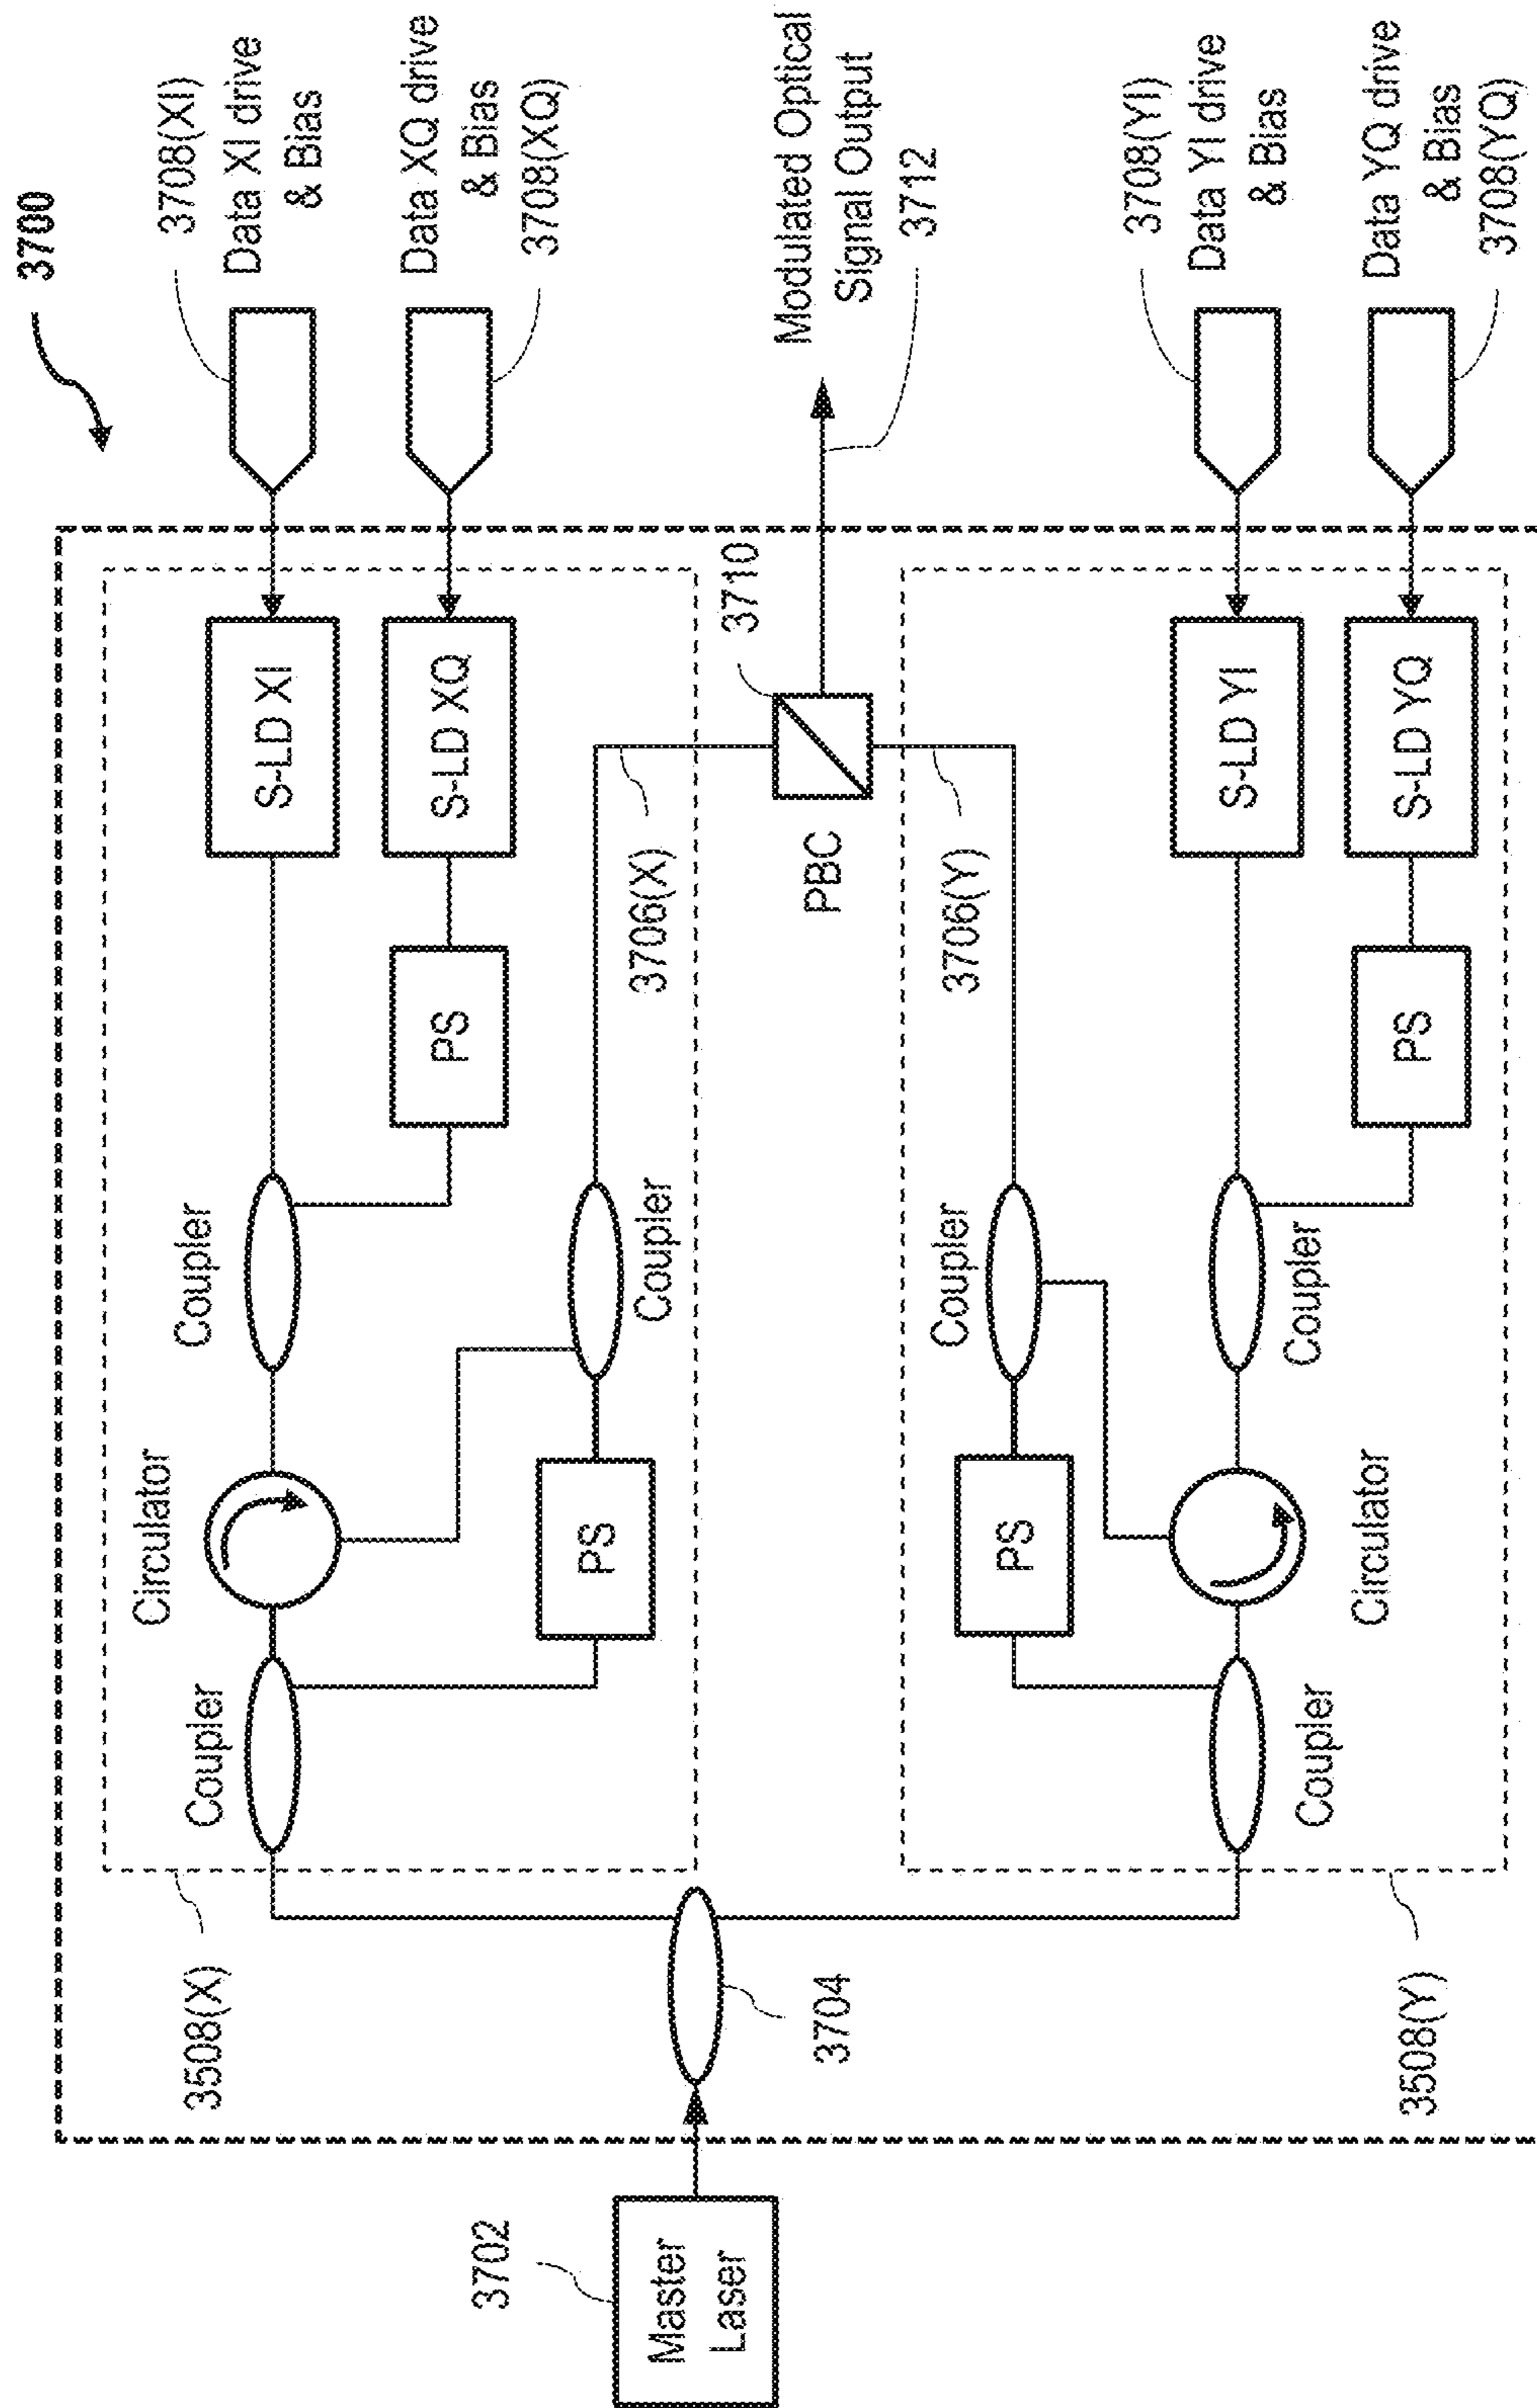 3700
3708(XI)
Data XI drive
& Bias
Data XQ drive
& Bias
3708(XQ)
S-LD XI
S-LD XQ
PS
Coupler
Circulator
Coupler
Coupler
PS
3508(X)
3706(X)
3710
PBC
Modulated Optical
Signal Output
3712
3702
Master
Laser
3704
3706(Y)
3708(YI)
Data YI drive
& Bias
Data YQ drive
& Bias
3708(YQ)
S-LD YI
S-LD YQ
PS
Coupler
PS
Coupler
Circulator
Coupler
3508(Y)